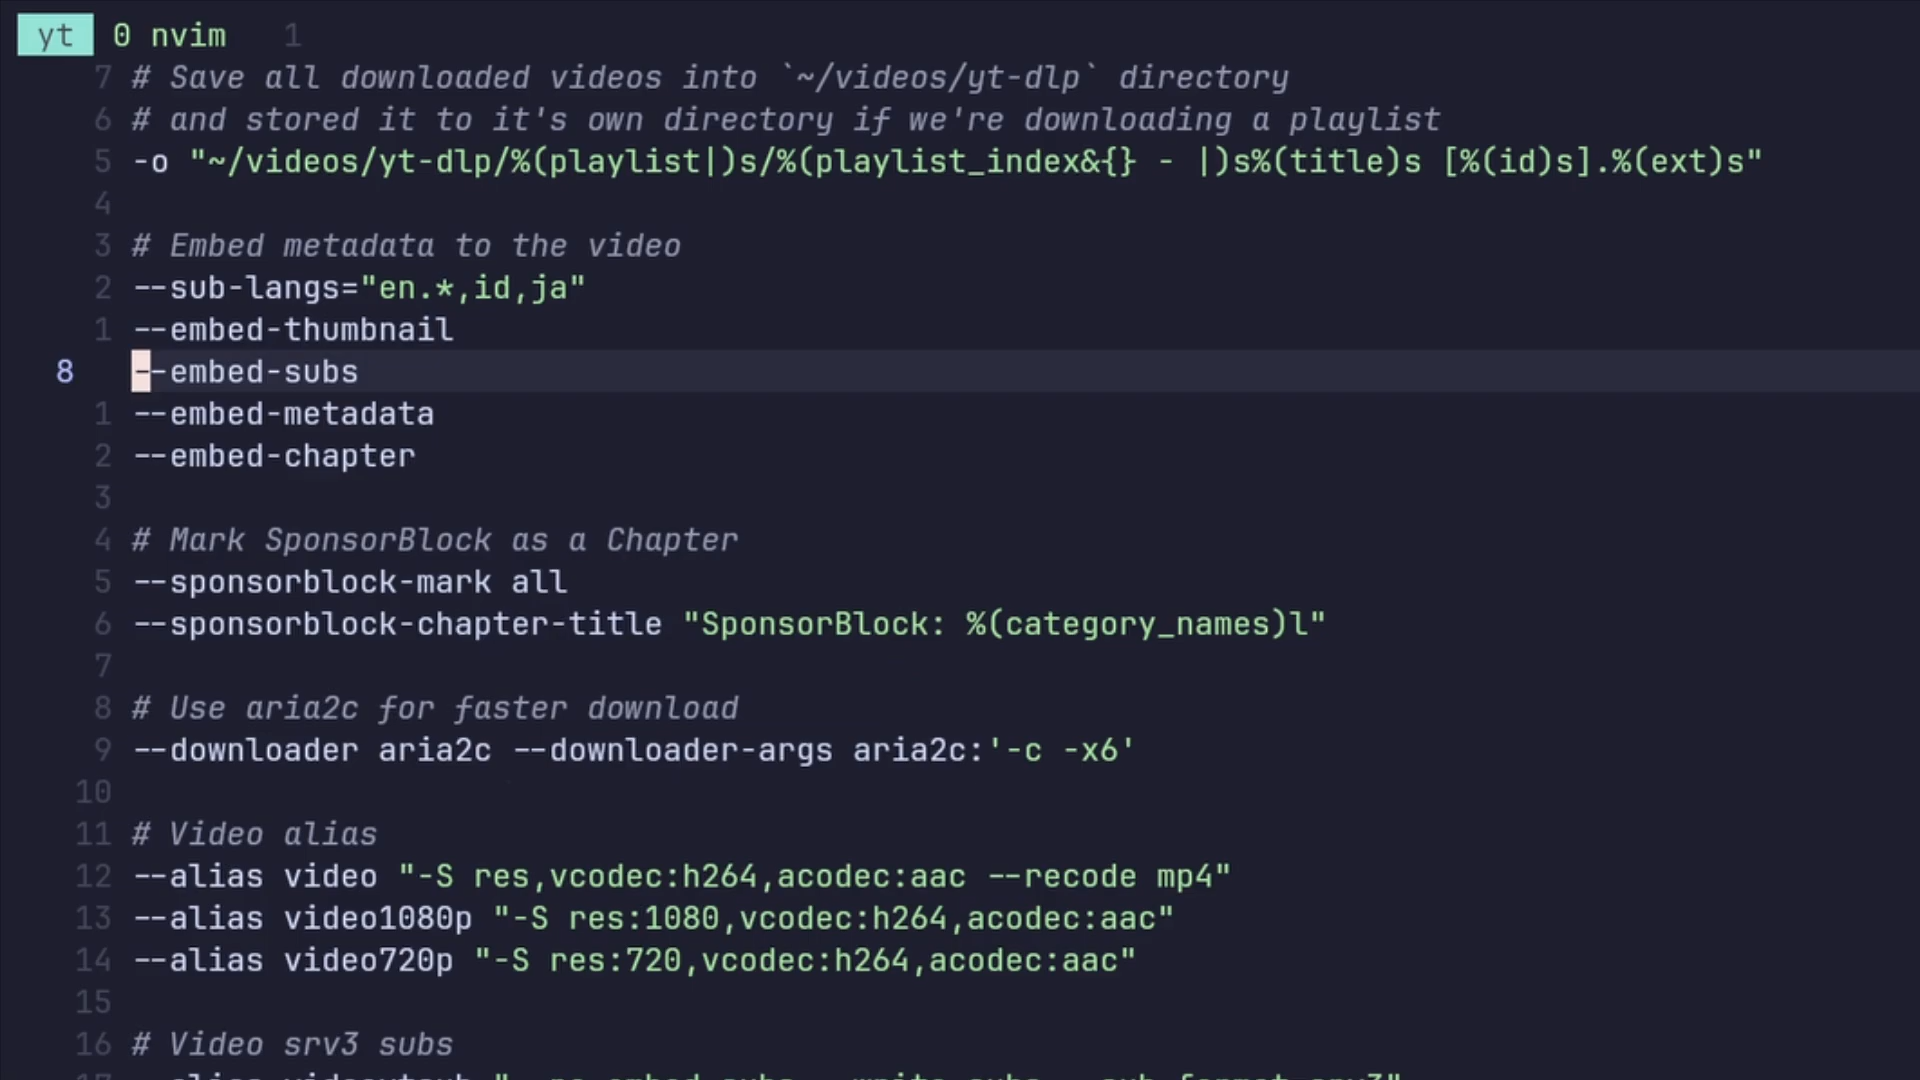 yt 0 nvim 1
7 # Save all downloaded videos into `~/videos/yt-dlp` directory
6 # and stored it to it's own directory if we're downloading a playlist
5 -o "~/videos/yt-dlp/%(playlist|)s/%(playlist_index&{} - |)s%(title)s [%(id)s].%(ext)s"
4
3 # Embed metadata to the video
2 --sub-langs="en.*,id,ja"
1 --embed-thumbnail
8 --embed-subs
1 --embed-metadata
2 --embed-chapter
3
4 # Mark SponsorBlock as a Chapter
5 --sponsorblock-mark all
6 --sponsorblock-chapter-title "SponsorBlock: %(category_names)l"
7
8 # Use aria2c for faster download
9 --downloader aria2c --downloader-args aria2c:'-c -x6'
10
11 # Video alias
12 --alias video "-S res,vcodec:h264,acodec:aac --recode mp4"
13 --alias video1080p "-S res:1080,vcodec:h264,acodec:aac"
14 --alias video720p "-S res:720,vcodec:h264,acodec:aac"
15
16 # Video srv3 subs